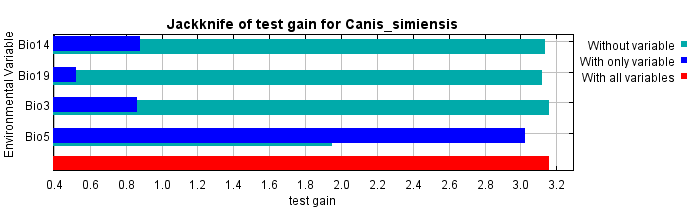 Jackknife of test gain for Canis_simiensis
Environmental Variable
Bio14
Bio19
Bio3
Bio5
0.4 0.6 0.8 1.0 1.2 1.4 1.6 1.8 2.0 2.2 2.4 2.6 2.8 3.0 3.2
test gain
Without variable
With only variable
With all variables